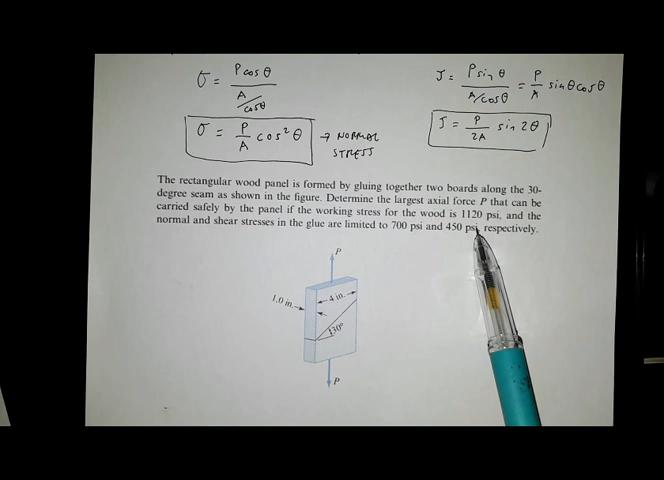 σ = P cos θ / (A / cos θ)
J = P sin θ / (A / cos θ) = P/A sin θ cos θ
σ = P/A cos² θ → NORMAL STRESS
J = P/2A sin 2θ
The rectangular wood panel is formed by gluing together two boards along the 30-
degree seam as shown in the figure. Determine the largest axial force P that can be
carried safely by the panel if the working stress for the wood is 1120 psi, and the
normal and shear stresses in the glue are limited to 700 psi and 450 psi, respectively.
P
1.0 in.
4 in.
30°
P